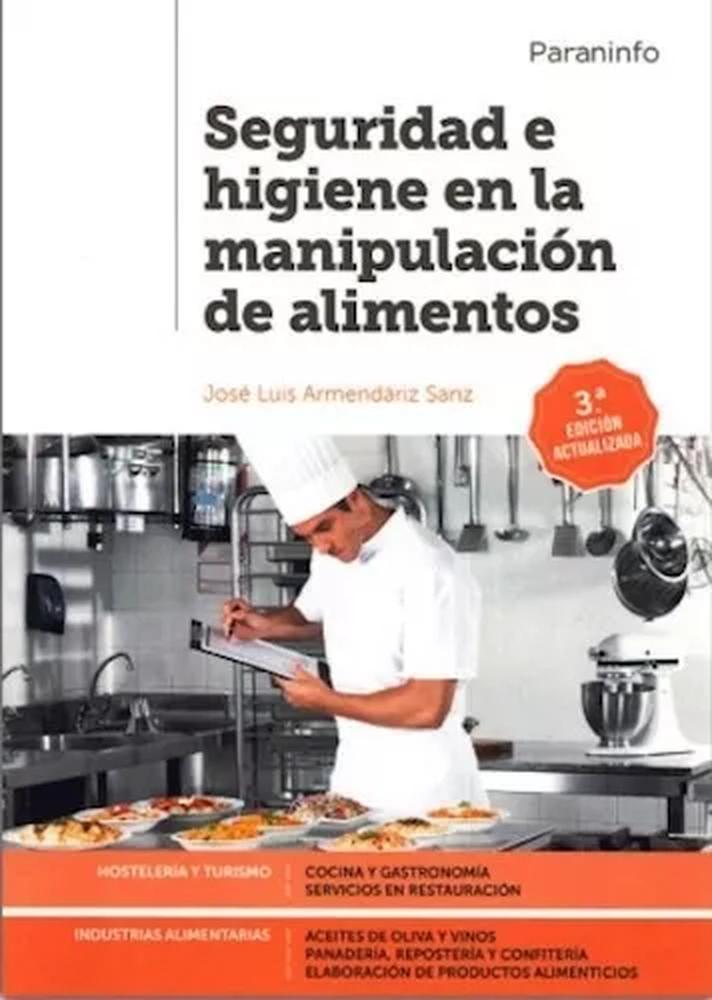 Paraninfo
Seguridad e
higiene en la
manipulación
de alimentos
José Luis Armendáriz Sanz
3.ª
EDICIÓN
ACTUALIZADA
HOSTELERÍA Y TURISMO
COCINA Y GASTRONOMÍA
SERVICIOS EN RESTAURACIÓN
INDUSTRIAS ALIMENTARIAS
ACEITES DE OLIVA Y VINOS
PANADERÍA, REPOSTERÍA Y CONFITERÍA
ELABORACIÓN DE PRODUCTOS ALIMENTICIOS